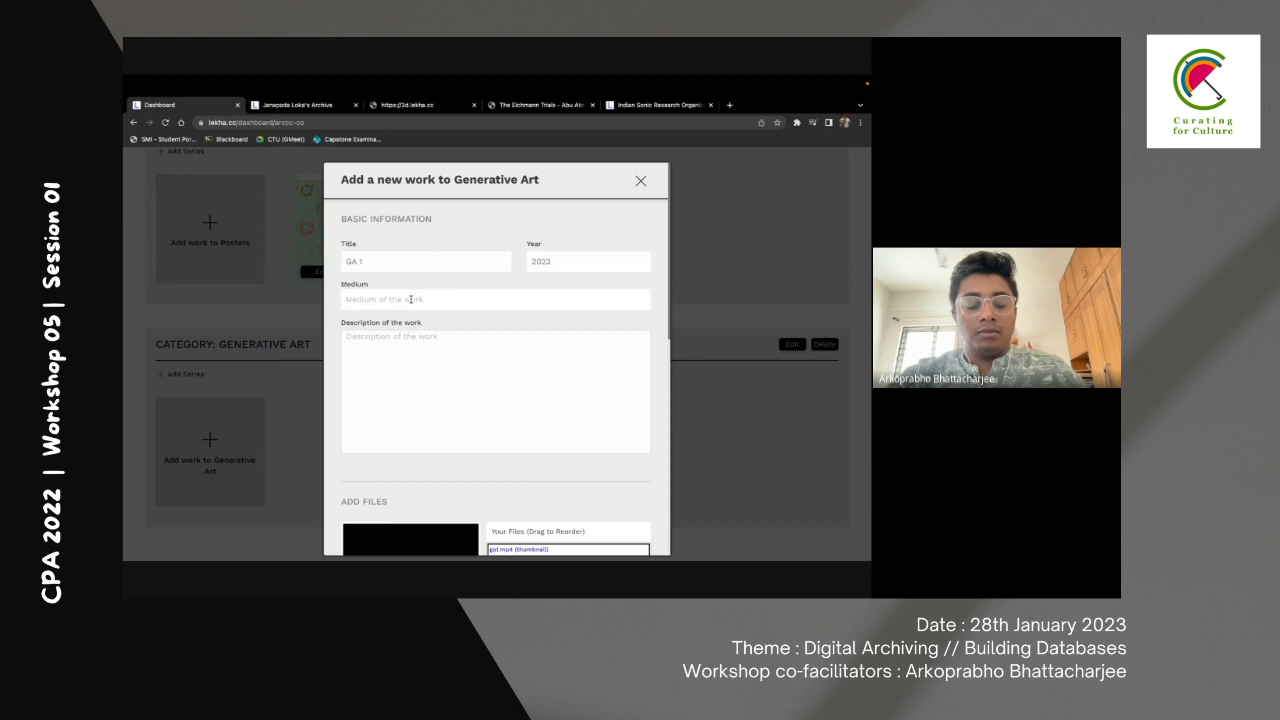 CPA 2022 | Workshop 05 | Session 01
Curating
for Culture
Dashboard
Janapada Loka's Archive
https://3d.lekha.cc
The Eichmann Trials - Abu Ab
Indian Sonic Research Organiz
lekha.cc/dashboard/arccc-co
SMI - Student Por...
Blackboard
CTU (GMeet)
Capstone Examina...
+ Add Series
Add work to Posters
CATEGORY: GENERATIVE ART
Edit
Delete
+ Add Series
Add work to Generative
Art
Add a new work to Generative Art
BASIC INFORMATION
Title
Year
GA 1
2023
Medium
Medium of the work
Description of the work
Description of the work
ADD FILES
Your Files (Drag to Reorder)
ga1.mp4 (thumbnail)
Arkoprabho Bhattacharjee
Date : 28th January 2023
Theme : Digital Archiving // Building Databases
Workshop co-facilitators : Arkoprabho Bhattacharjee